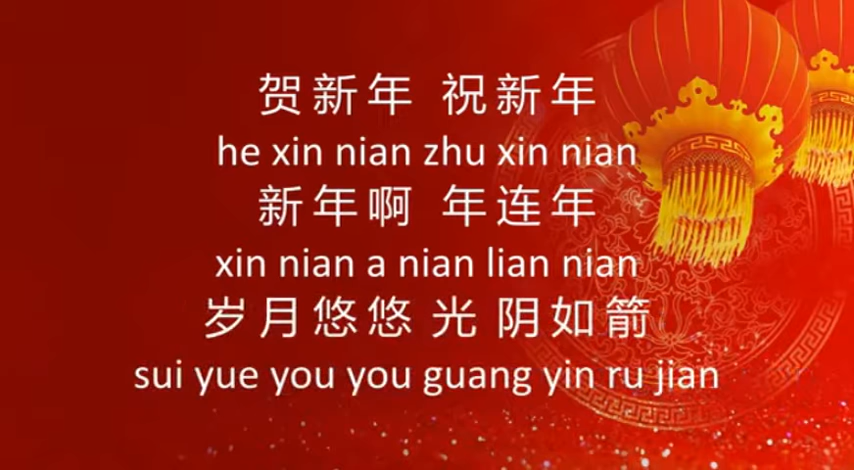 贺新年 祝新年
he xin nian zhu xin nian
新年啊 年连年
xin nian a nian lian nian
岁月悠悠 光 阴如箭
sui yue you you guang yin ru jian